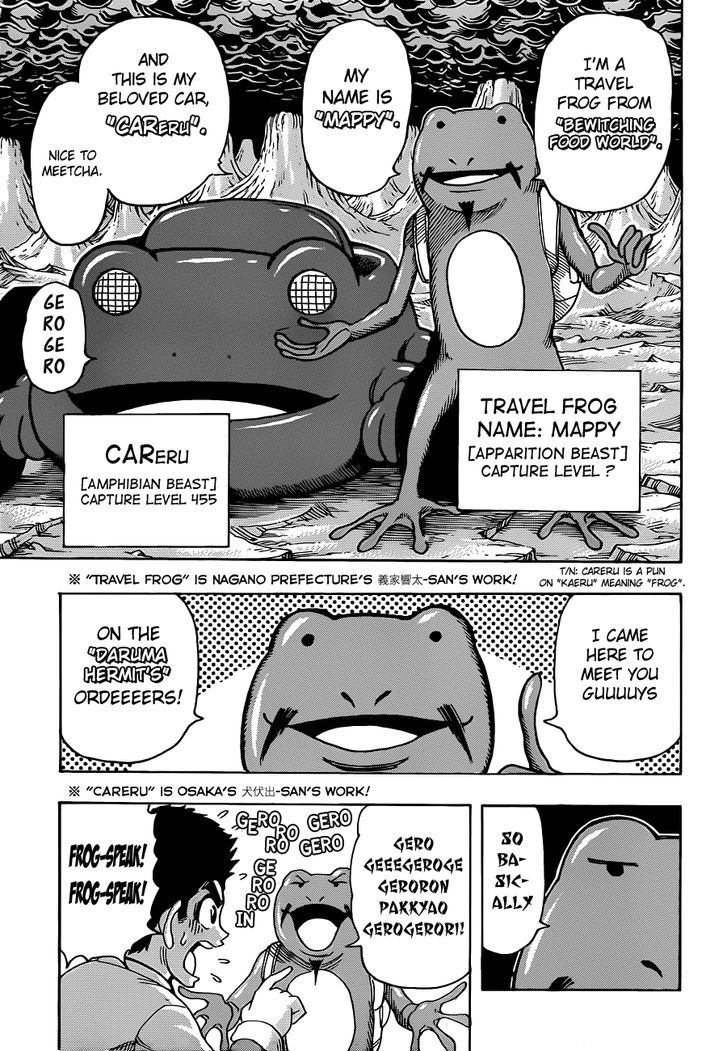 I'M A
TRAVEL
FROG FROM
"BEWITCHING
FOOD WORLD".
MY
NAME IS
"MAPPY".
AND
THIS IS MY
BELOVED CAR,
"CARERU".
NICE TO
MEETCHA.
GE
RO
GE
RO
TRAVEL FROG
NAME: MAPPY
[APPARITION BEAST]
CAPTURE LEVEL ?
CARERU
[AMPHIBIAN BEAST]
CAPTURE LEVEL 455
※ "TRAVEL FROG" IS NAGANO PREFECTURE'S 義家響太-SAN'S WORK!
T/N: CARERU IS A PUN
ON "KAERU" MEANING "FROG".
I CAME
HERE TO
MEET YOU
GUUUUYS
ON THE
"DARUMA
HERMIT'S"
ORDEEEERS!
※ "CARERU" IS OSAKA'S 犬伏出-SAN'S WORK!
SO
BA-
SIC-
ALLY
GERO
GEEEGEROGE
GERORON
PAKKYAO
GEROGERORI!
GERO
GERO
GERO
RO
RO
GE
RO
RO
IN
FROG-SPEAK!
FROG-SPEAK!